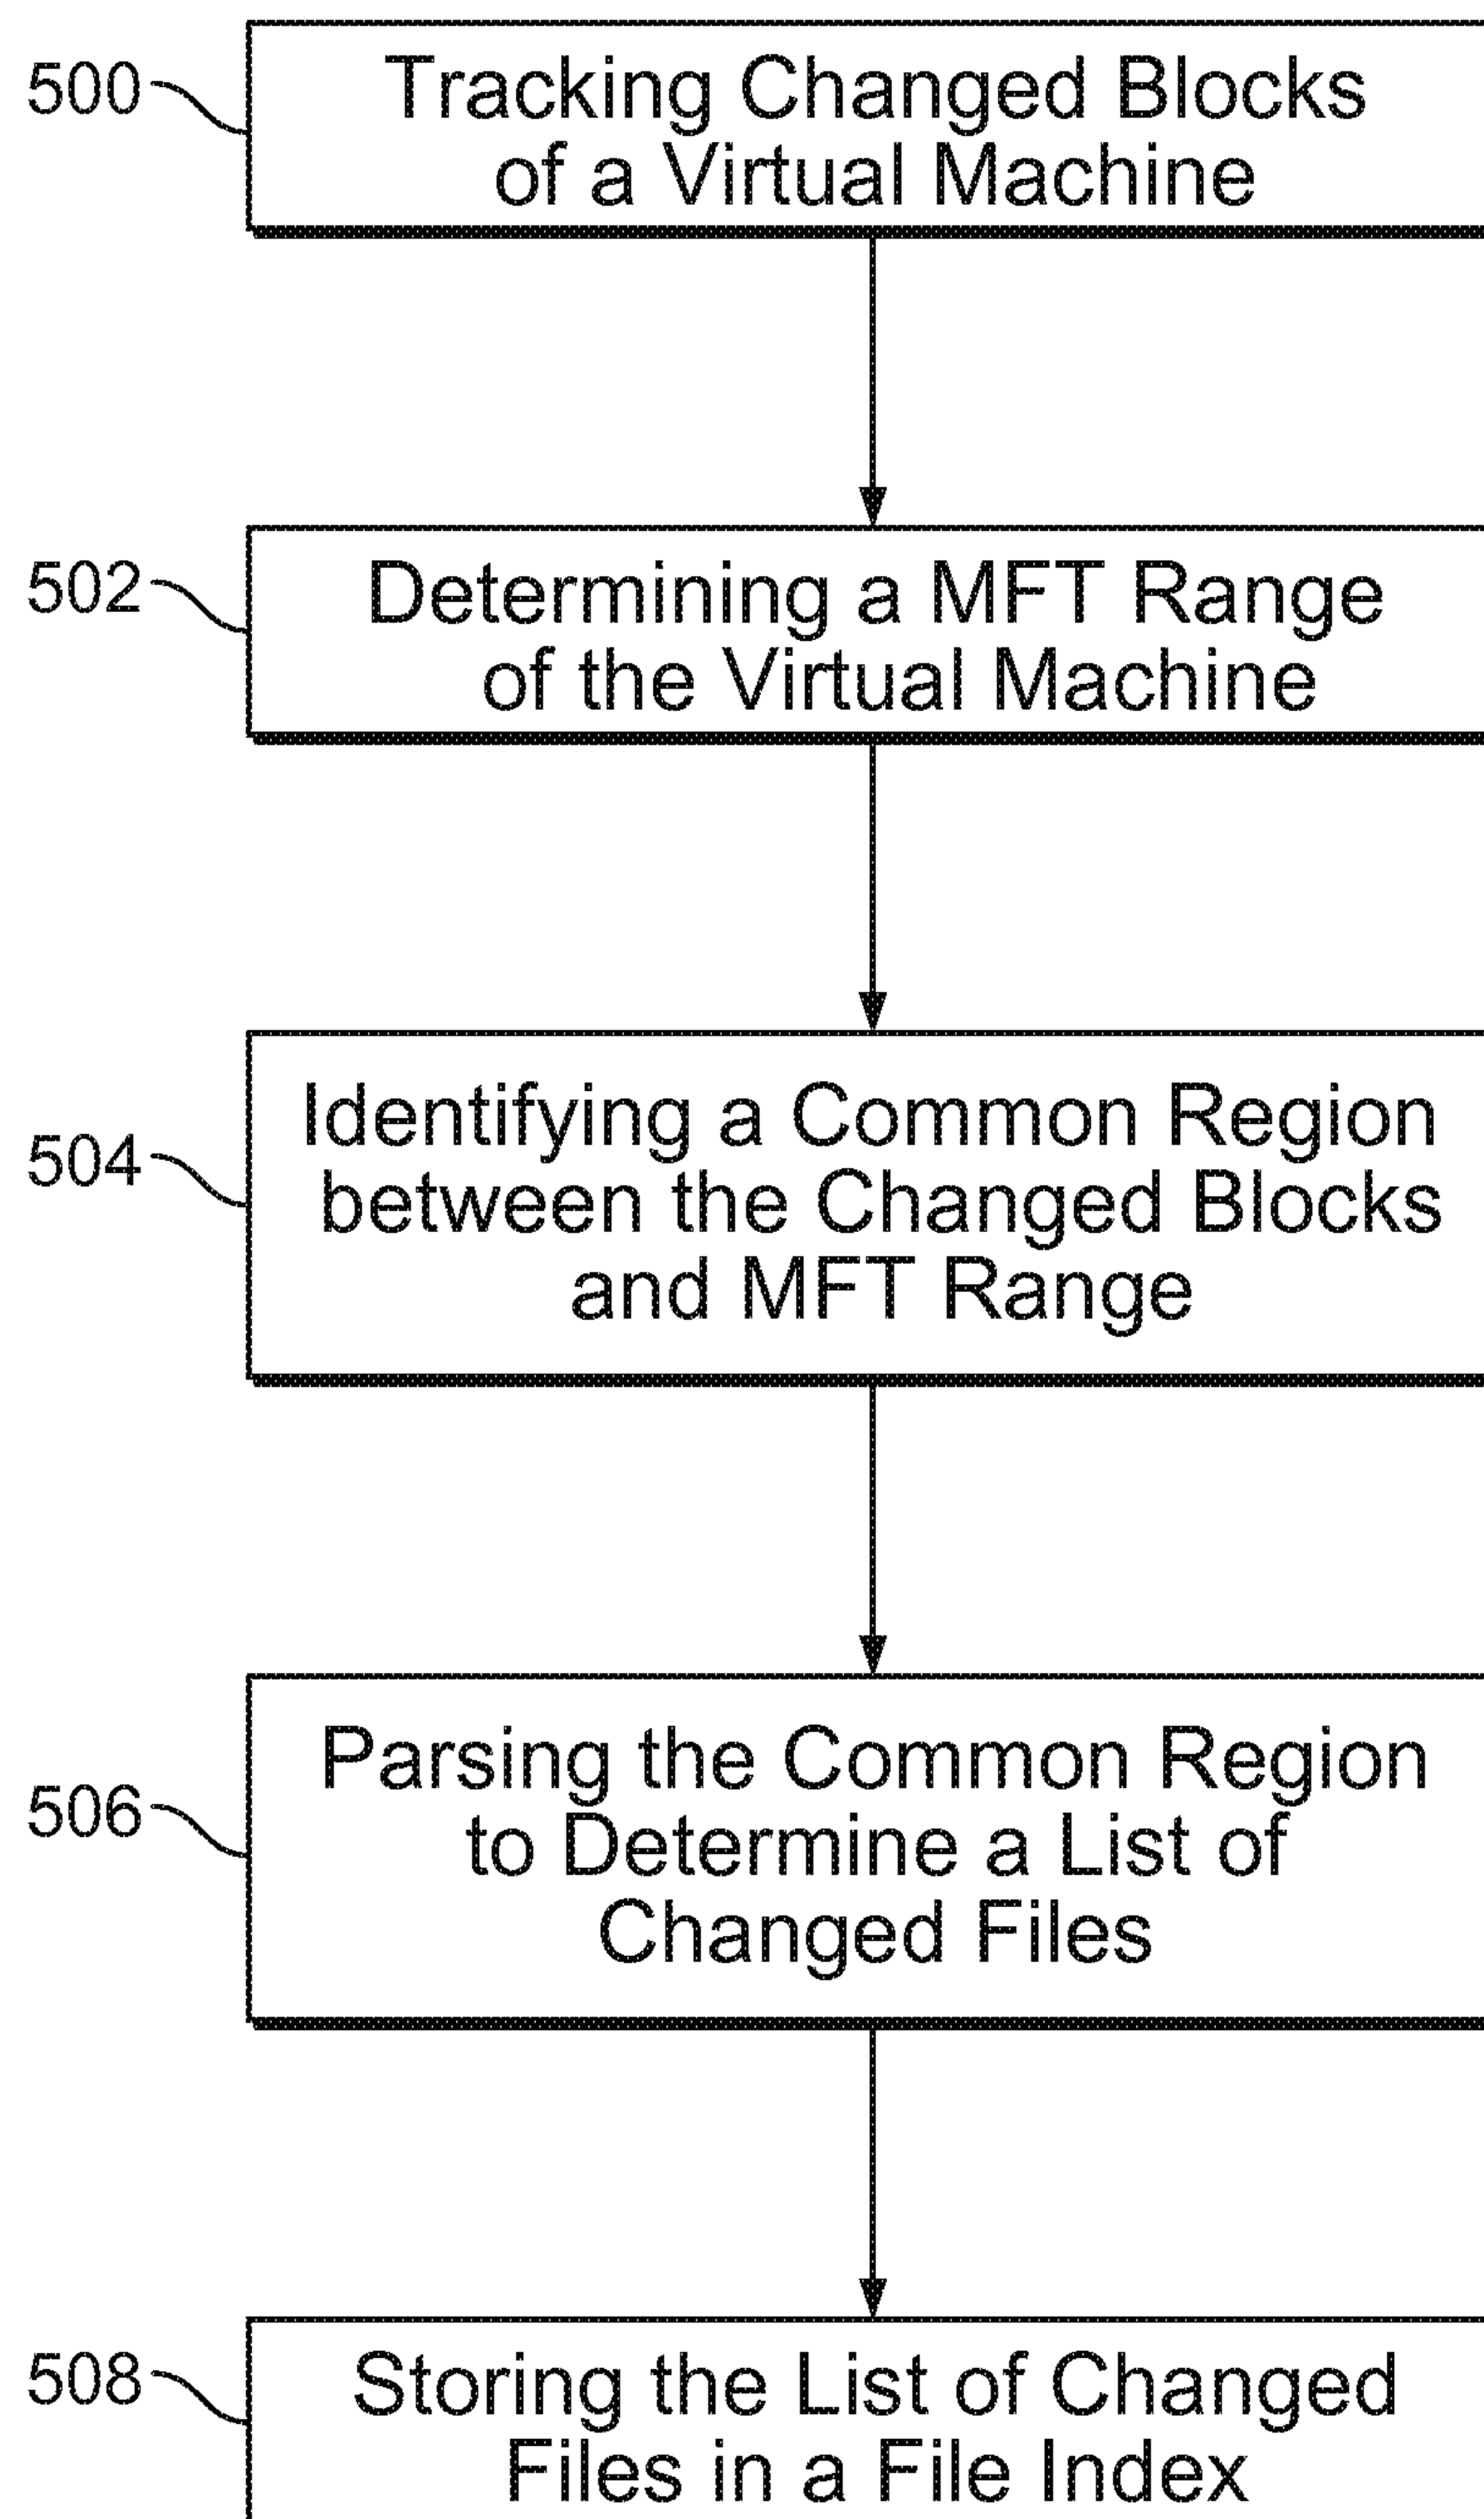 500
Tracking Changed Blocks
of a Virtual Machine
502
Determining a MFT Range
of the Virtual Machine
504
Identifying a Common Region
between the Changed Blocks
and MFT Range
506
Parsing the Common Region
to Determine a List of
Changed Files
508
Storing the List of Changed
Files in a File Index